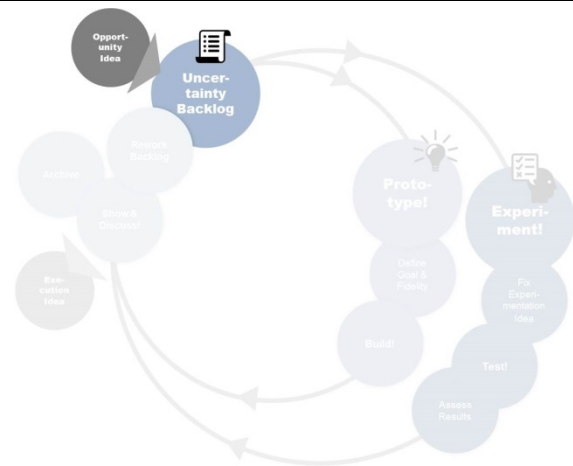 Opport-
unity
Idea
Uncer-
tainty
Backlog
Rework
Backlog
Archive
Show &
Discuss!
Exe-
cution
Idea
Proto-
type!
Define
Goal &
Fidelity
Build!
Experi-
ment!
Fix
Experi-
mentation
Idea
Test!
Assess
Results